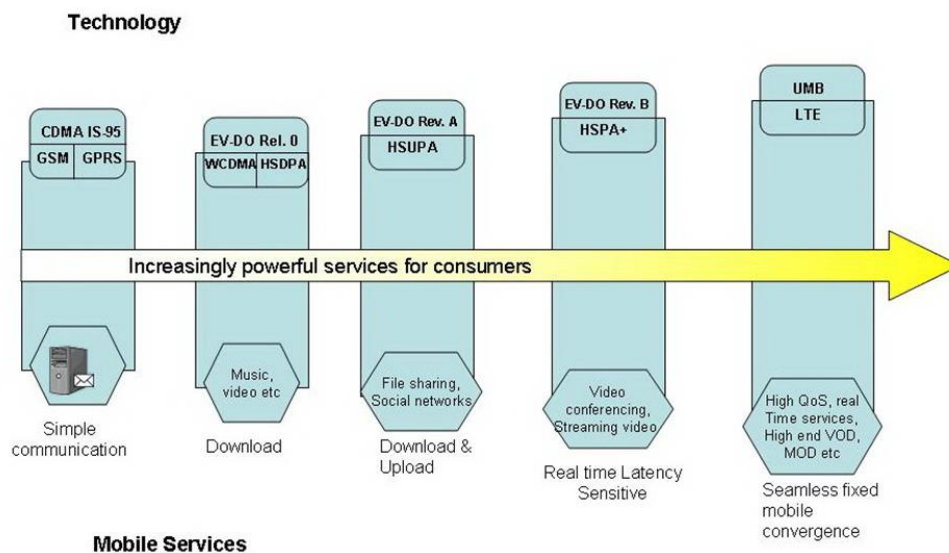 Technology
CDMA IS-95
GSM GPRS
EV-DO Rel. 0
WCDMA HSDPA
EV-DO Rev. A
HSUPA
EV-DO Rev. B
HSPA+
UMB
LTE
Increasingly powerful services for consumers
Simple
communication
Music,
video etc
Download
File sharing,
Social networks
Download &
Upload
Video
conferencing,
Streaming video
Real time Latency
Sensitive
High QoS, real
Time services,
High end VOD,
MOD etc
Seamless fixed
mobile
convergence
Mobile Services